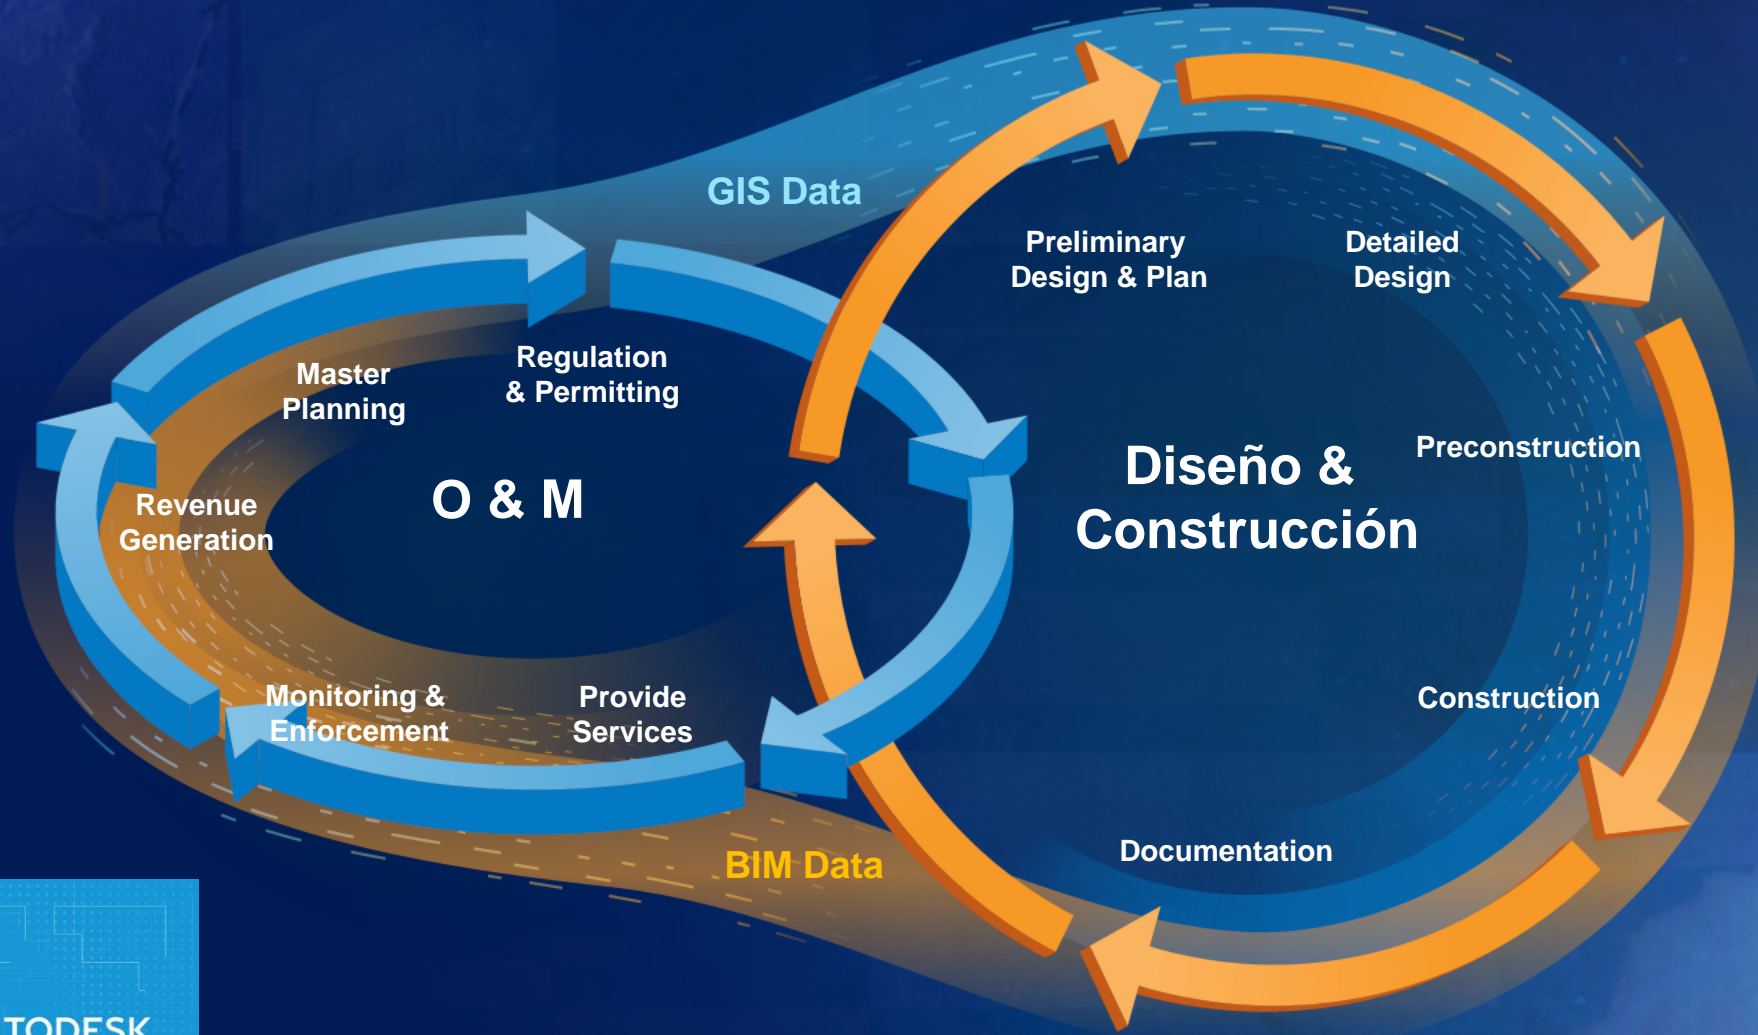 GIS Data
Preliminary
Design & Plan
Detailed
Design
Master
Planning
Regulation
& Permitting
O & M
Revenue
Generation
Diseño &
Construcción
Preconstruction
Monitoring &
Enforcement
Provide
Services
Construction
BIM Data
Documentation
TODESK